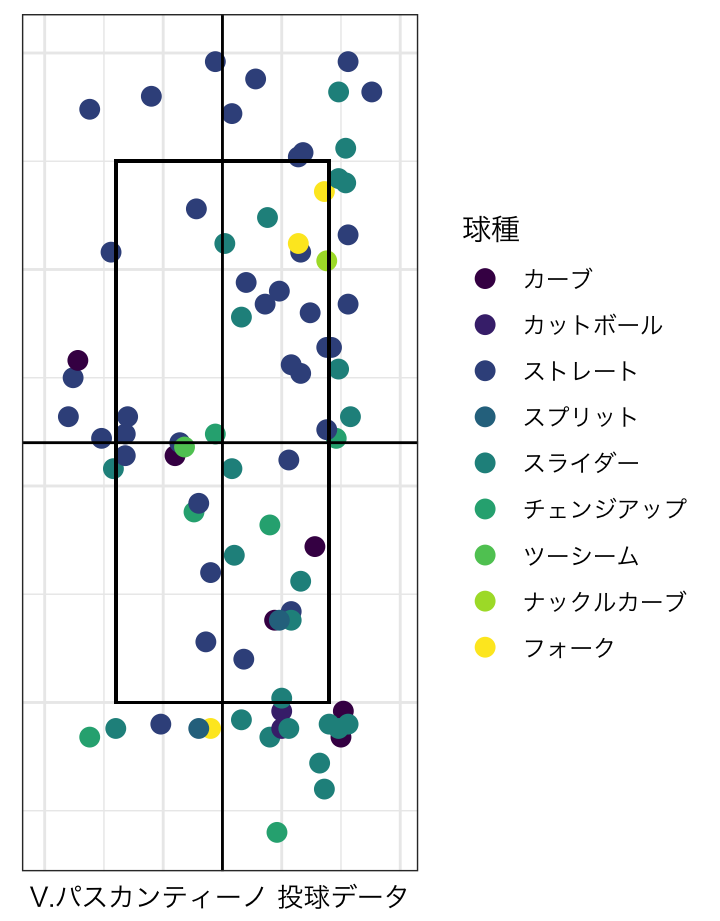 球種
カーブ
カットボール
ストレート
スプリット
スライダー
チェンジアップ
ツーシーム
ナックルカーブ
フォーク
V.パスカンティーノ 投球データ